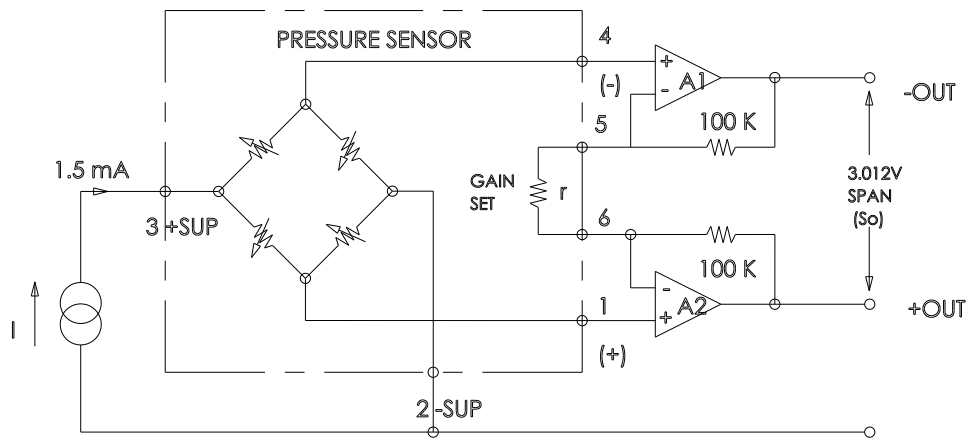 PRESSURE SENSOR
4
(-)
+
-
A1
-OUT
100 K
5
1.5 mA
GAIN
SET
r
3.012V
SPAN
(So)
3 +SUP
6
100 K
-
+
A2
+OUT
1
(+)
I
2 -SUP